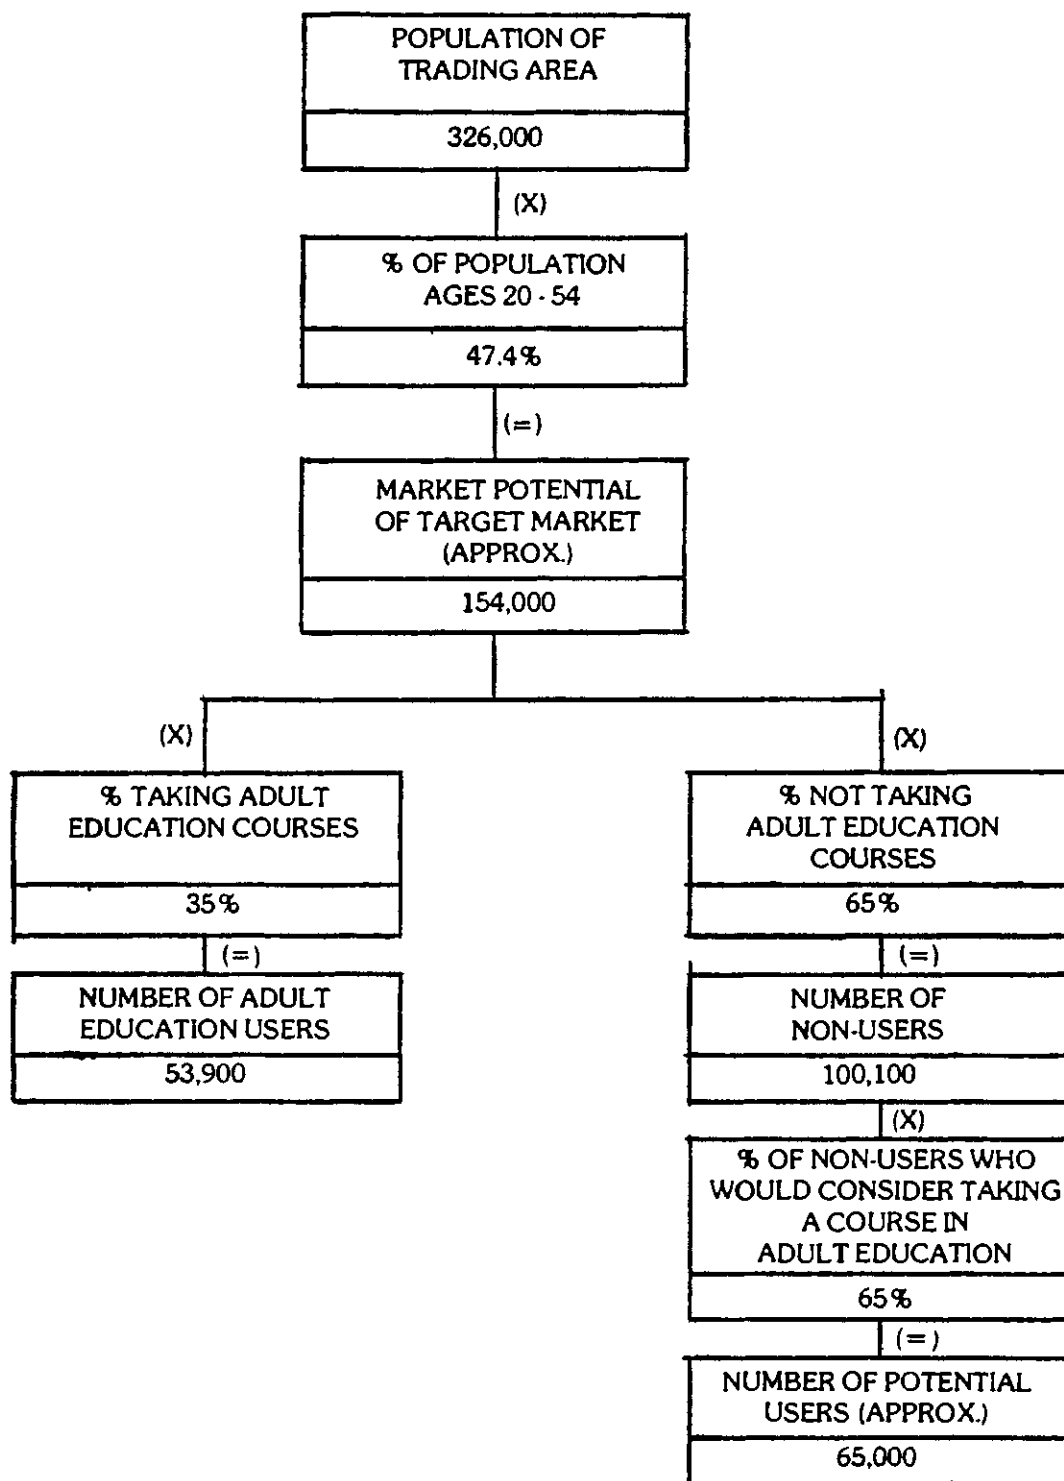 POPULATION OF
TRADING AREA
326,000
(X)
% OF POPULATION
AGES 20 - 54
47.4%
(=)
MARKET POTENTIAL
OF TARGET MARKET
(APPROX.)
154,000
(X)
% TAKING ADULT
EDUCATION COURSES
35%
(=)
NUMBER OF ADULT
EDUCATION USERS
53,900
(X)
% NOT TAKING
ADULT EDUCATION
COURSES
65%
(=)
NUMBER OF
NON-USERS
100,100
(X)
% OF NON-USERS WHO
WOULD CONSIDER TAKING
A COURSE IN
ADULT EDUCATION
65%
(=)
NUMBER OF POTENTIAL
USERS (APPROX.)
65,000